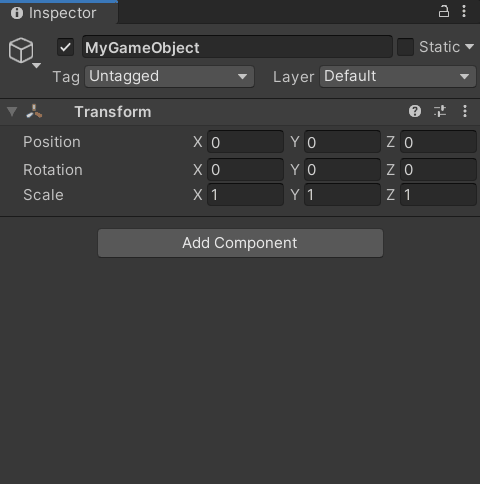 Inspector
MyGameObject Static
Tag Untagged Layer Default
Transform
Position X 0 Y 0 Z 0
Rotation X 0 Y 0 Z 0
Scale X 1 Y 1 Z 1
Add Component